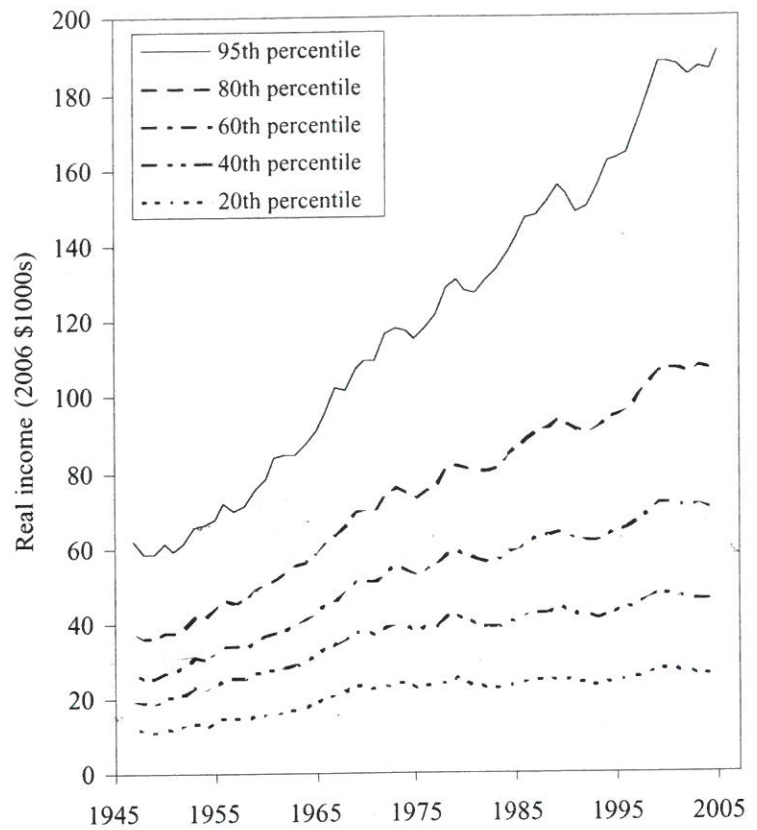 200
180
160
140
120
100
80
60
40
20
0
Real income (2006 $1000s)
95th percentile
80th percentile
60th percentile
40th percentile
20th percentile
1945 1955 1965 1975 1985 1995 2005